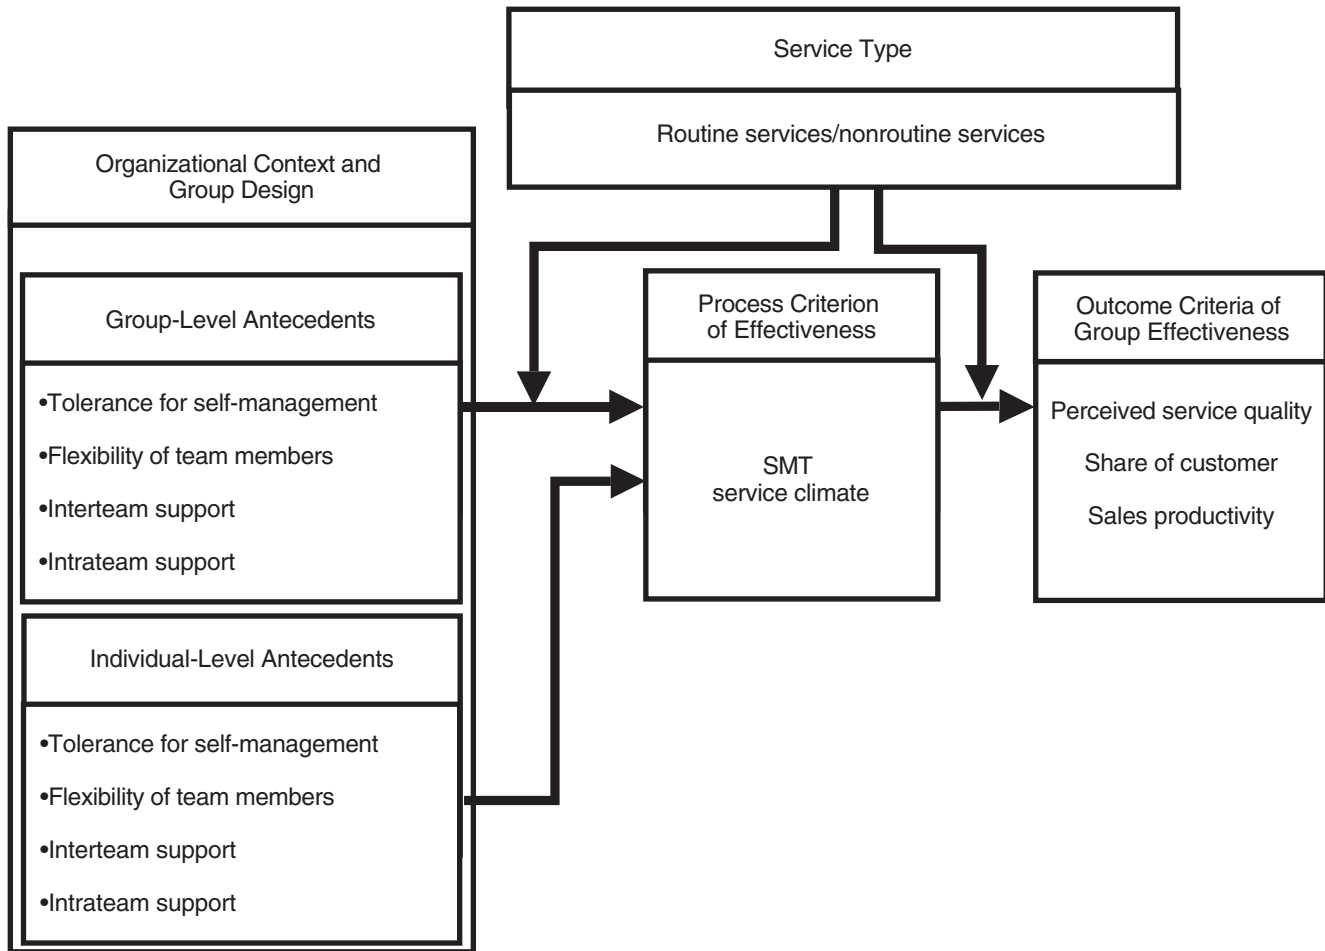 Service Type
Routine services/nonroutine services
Organizational Context and
Group Design
Group-Level Antecedents
•Tolerance for self-management
•Flexibility of team members
•Interteam support
•Intrateam support
Individual-Level Antecedents
•Tolerance for self-management
•Flexibility of team members
•Interteam support
•Intrateam support
Process Criterion
of Effectiveness
SMT
service climate
Outcome Criteria of
Group Effectiveness
Perceived service quality
Share of customer
Sales productivity